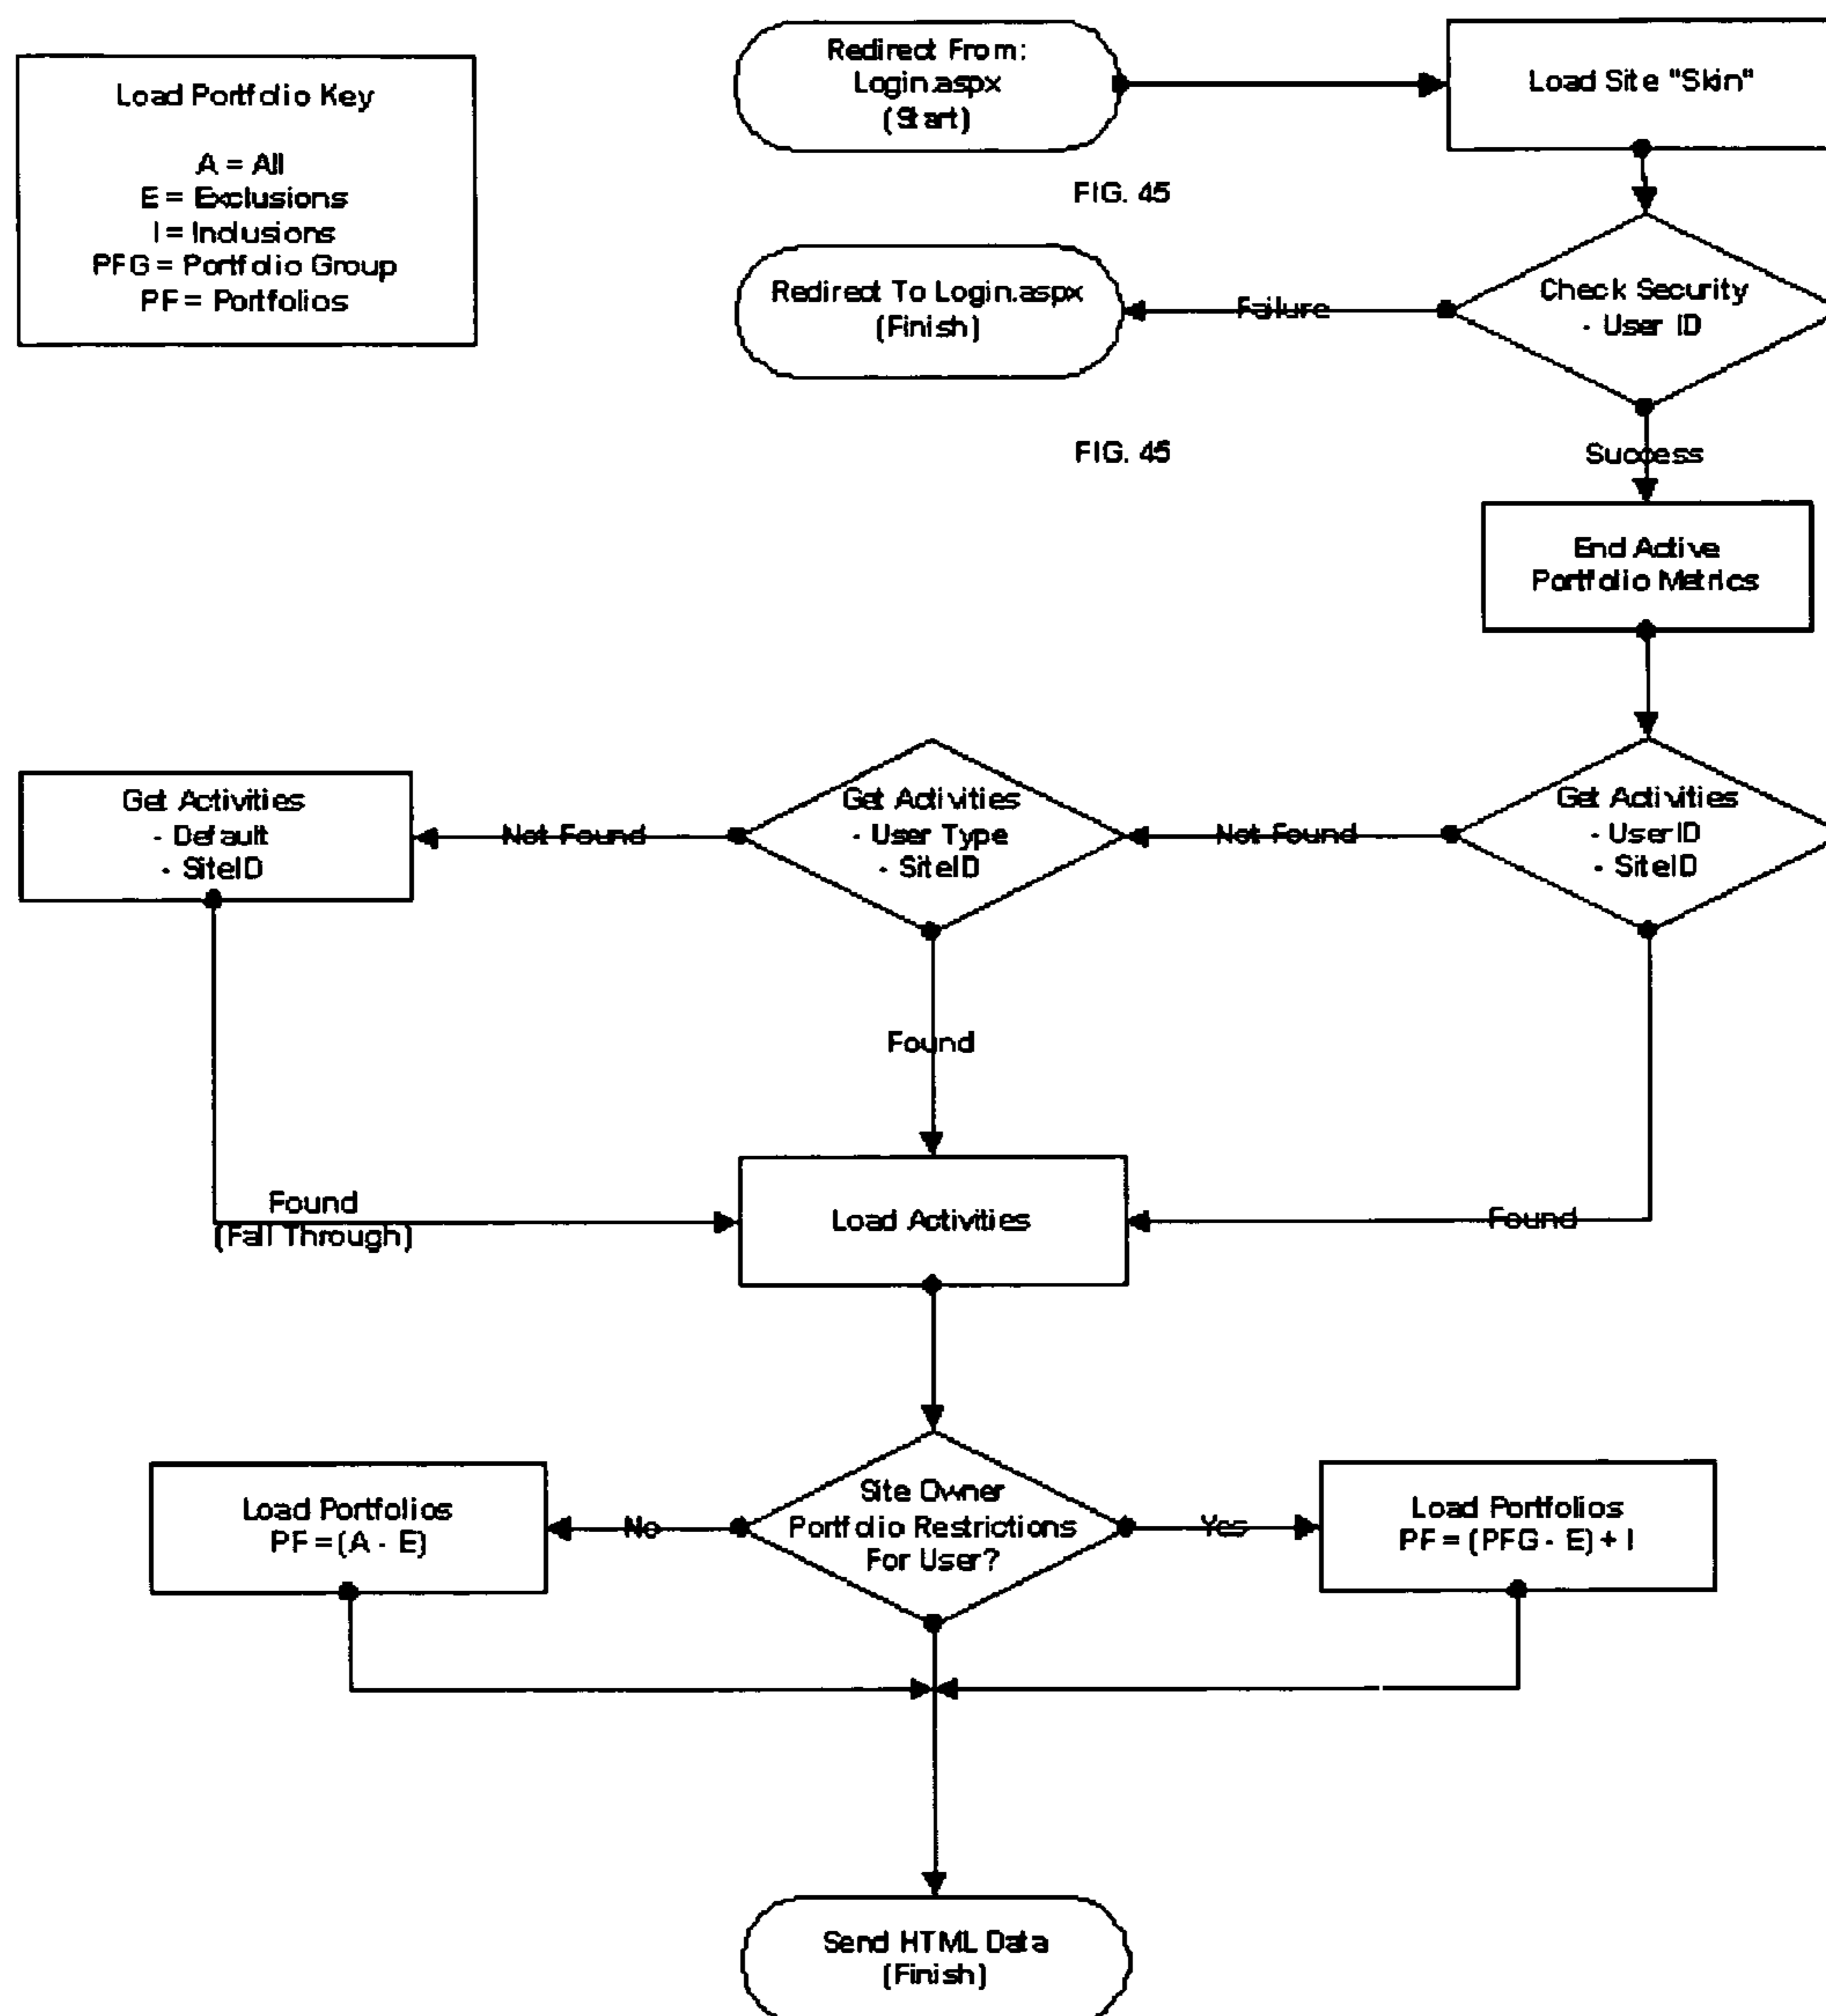 Load Portfolio Key
A = All
E = Exclusions
I = Inclusions
PFG = Portfolio Group
PF = Portfolios
Redirect From:
Login.aspx
(Start)
Load Site "Skin"
FIG. 45
Redirect To Login.aspx
(Finish)
Failure
Check Security
- User ID
FIG. 45
Success
End Active
Portfolio Metrics
Get Activities
- Default
- SiteID
Not Found
Get Activities
- User Type
- SiteID
Not Found
Get Activities
- UserID
- SiteID
Found
Found
(Fall Through)
Load Activities
Found
Load Portfolios
PF = (A - E)
No
Site Owner
Portfolio Restrictions
For User?
Yes
Load Portfolios
PF = (PFG - E) + I
Send HTML Data
(Finish)